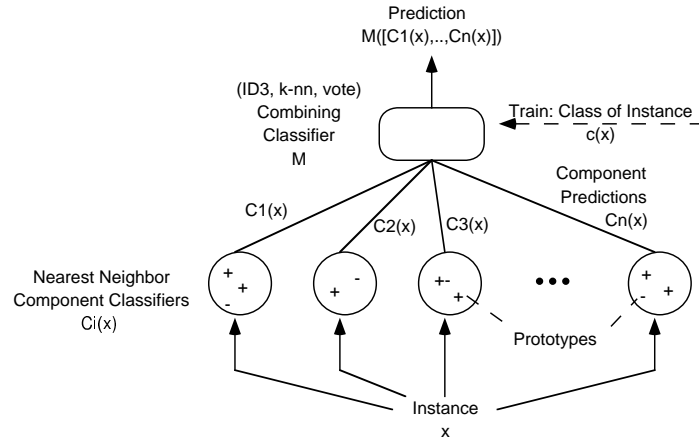 Prediction
M([C1(x),..,Cn(x)])
(ID3, k-nn, vote)
Combining
Classifier
M
Train: Class of Instance
c(x)
Component
Predictions
Cn(x)
C1(x)
C2(x)
C3(x)
Nearest Neighbor
Component Classifiers
Ci(x)
+
+
-
+ -
+-
+
•••
+
- +
Prototypes
Instance
x